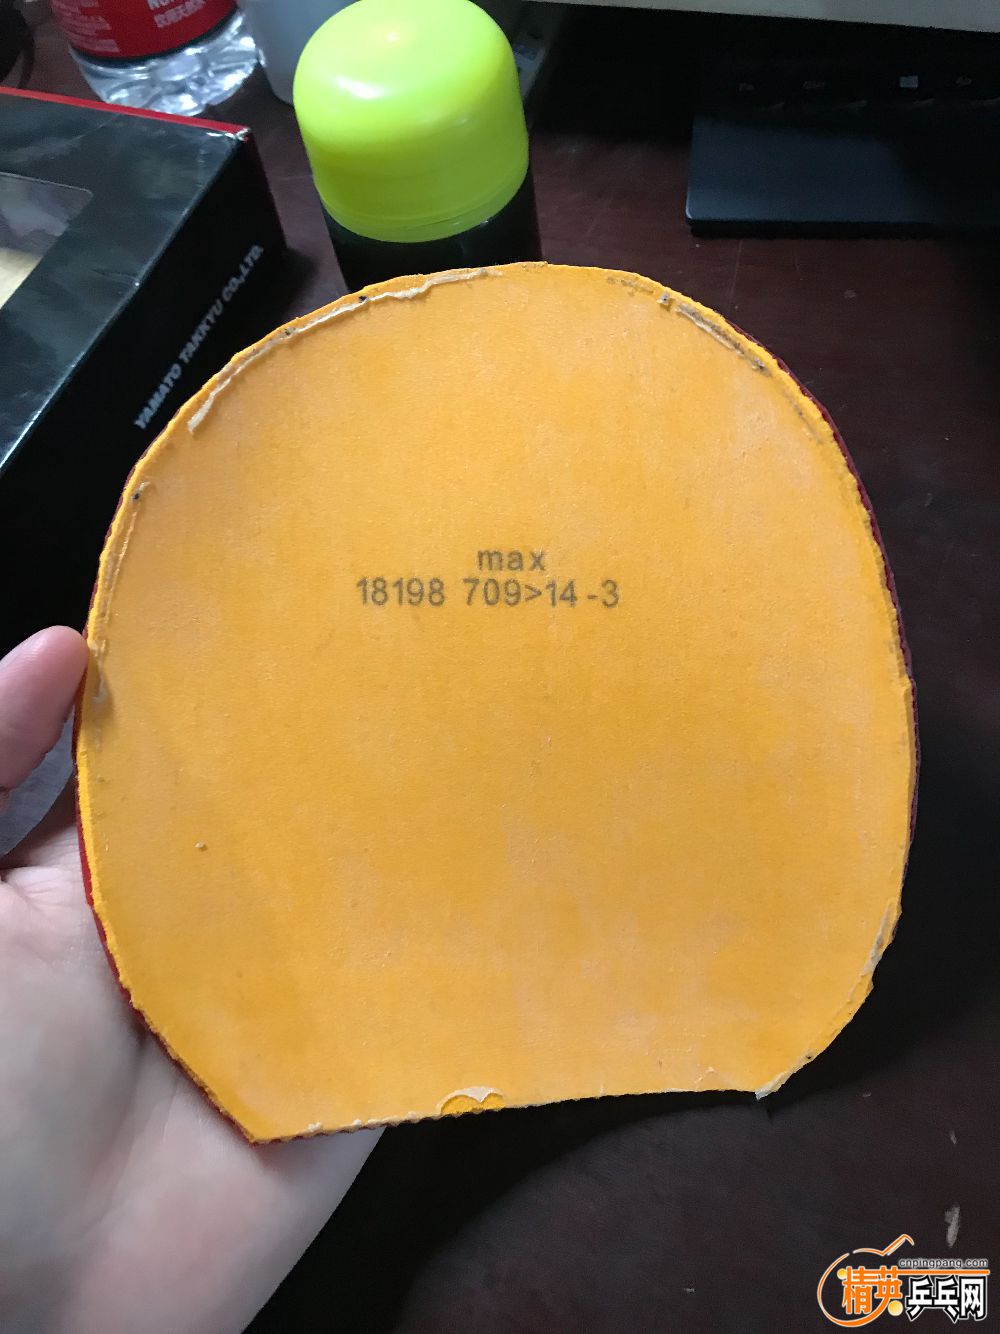 YAMATO TAKKYU CO.,LTD.
max
18198 709>14-3
cnpingpang.com
精英乒乓网